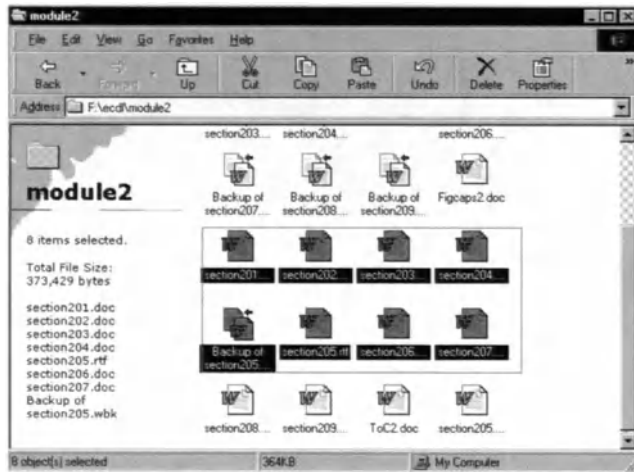 module2
File Edit View Go Favorites Help
Back Forward Up Cut Copy Paste Undo Delete Properties »
Address F:\ecdl\module2
section203.... section204.... section206....
module2
Backup of section207.... Backup of section208.... Backup of section209.... Figcaps2.doc
8 items selected.
Total File Size:
373,429 bytes
section201.doc
section202.doc
section203.doc
section204.doc
section205.rtf
section206.doc
section207.doc
Backup of
section205.wbk
section201.... section202.... section203.... section204....
Backup of section205.... section205.rtf section206.... section207....
section208.... section209.... ToC2.doc section205....
8 object(s) selected 364KB My Computer